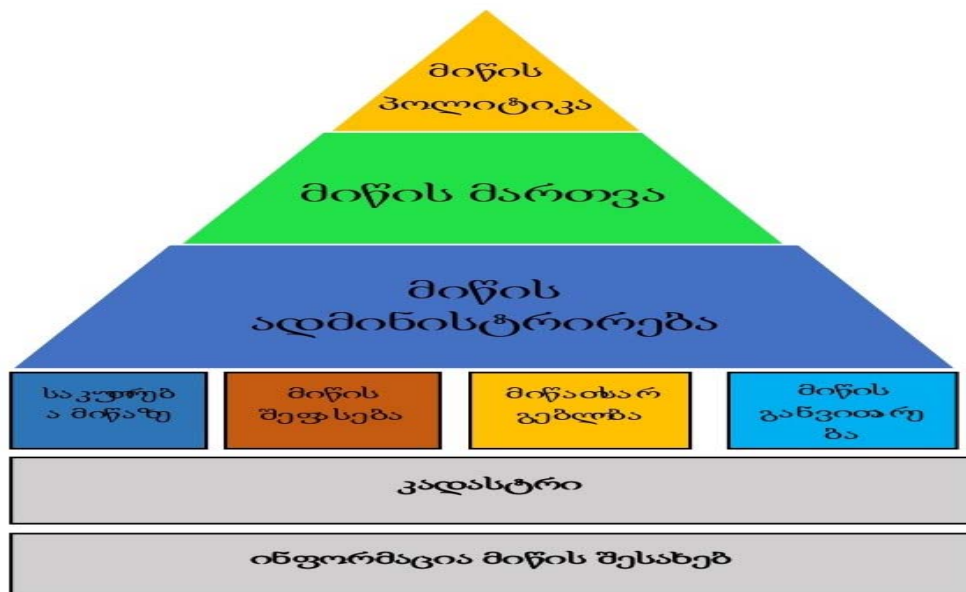 მიწის
პოლიტიკა
მიწის მართვა
მიწის
ადმინისტრირება
საკუთრებ
ა მიწაზე
მიწის
შეფასება
მიწათსარ
გებლობა
მიწის
განვითარე
ბა
კადასტრი
ინფორმაცია მიწის შესახებ